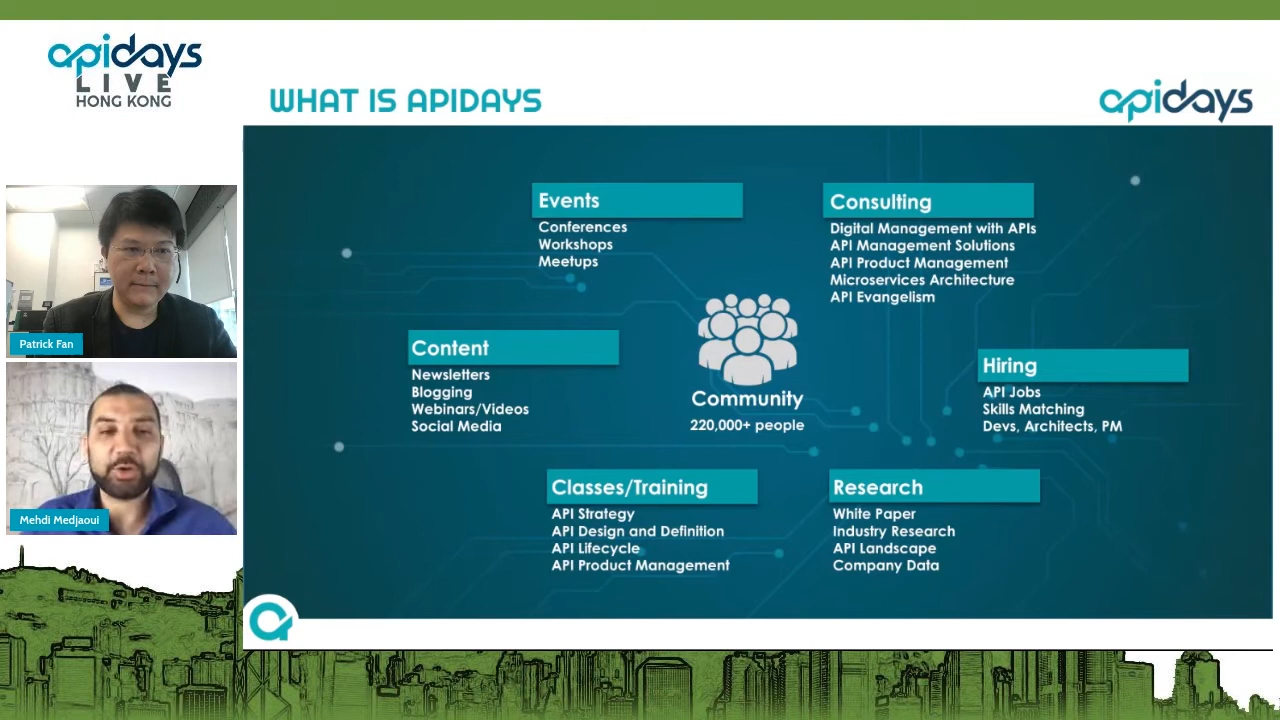 apidays
LIVE
HONG KONG
WHAT IS APIDAYS
apidays
Events
Conferences
Workshops
Meetups
Consulting
Digital Management with APIs
API Management Solutions
API Product Management
Microservices Architecture
API Evangelism
Patrick Fan
Content
Newsletters
Blogging
Webinars/Videos
Social Media
Community
220,000+ people
Hiring
API Jobs
Skills Matching
Devs, Architects, PM
Mehdi Medjaoui
Classes/Training
API Strategy
API Design and Definition
API Lifecycle
API Product Management
Research
White Paper
Industry Research
API Landscape
Company Data